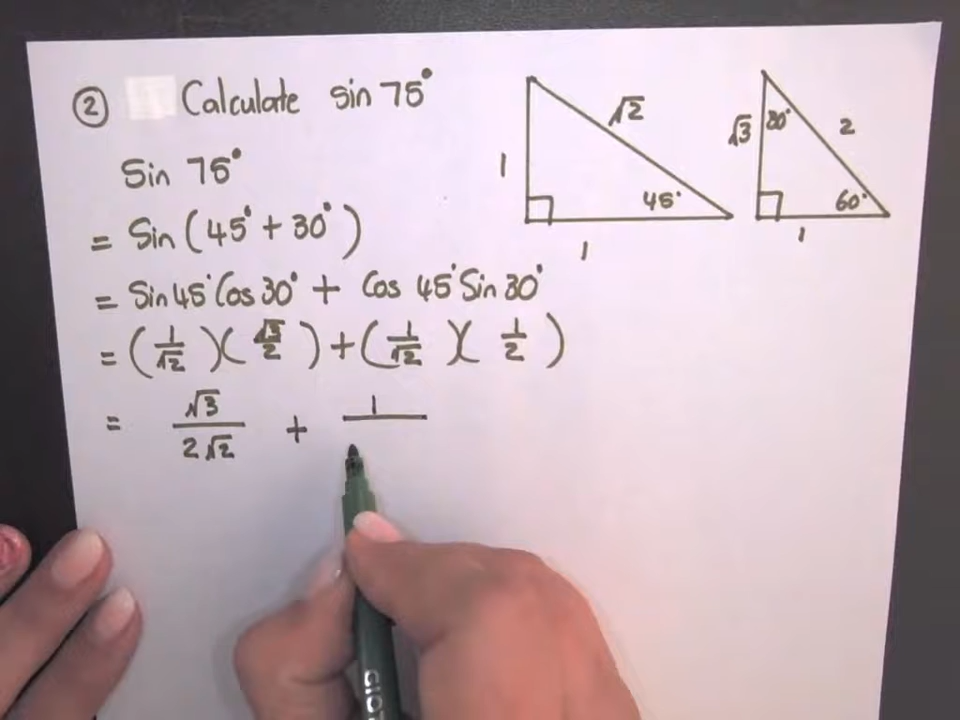 ② Calculate sin 75°
Sin 75°
= Sin (45° + 30°)
= Sin 45° Cos 30° + Cos 45° Sin 30°
= (1/√2)(√3/2) + (1/√2)(1/2)
= √3/2√2 + 1/
√2
1
45°
1
√3
30°
2
60°
1